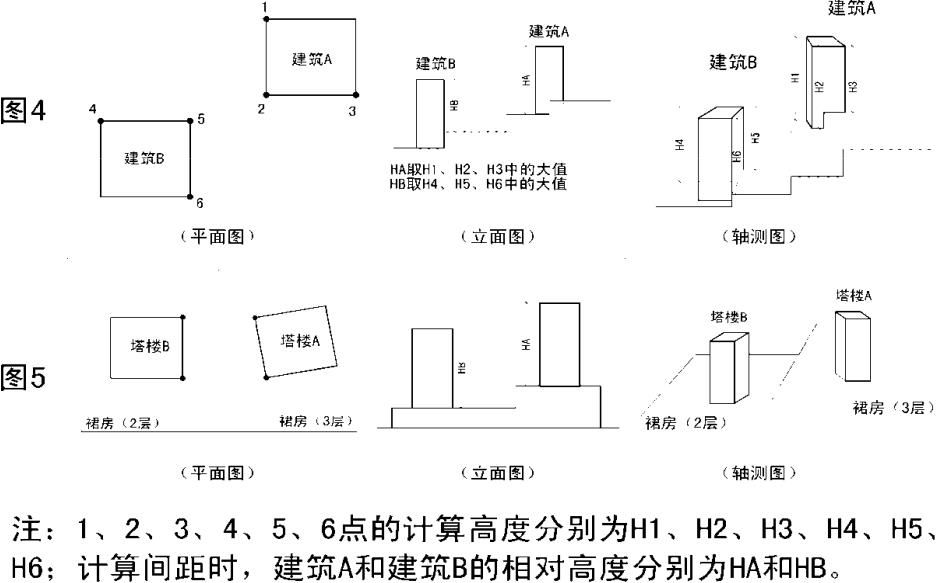 图4
1
建筑A
2
3
4
5
建筑B
6
(平面图)
建筑A
建筑B
HA
HB
HA取H1、H2、H3中的大值
HB取H4、H5、H6中的大值
(立面图)
建筑A
建筑B
H1
H2
H3
H4
H5
H6
(轴测图)
图5
塔楼B
塔楼A
裙房(2层)
裙房(3层)
(平面图)
HB
HA
(立面图)
塔楼A
塔楼B
裙房(2层)
裙房(3层)
(轴测图)
注：1、2、3、4、5、6点的计算高度分别为H1、H2、H3、H4、H5、
H6；计算间距时，建筑A和建筑B的相对高度分别为HA和HB。